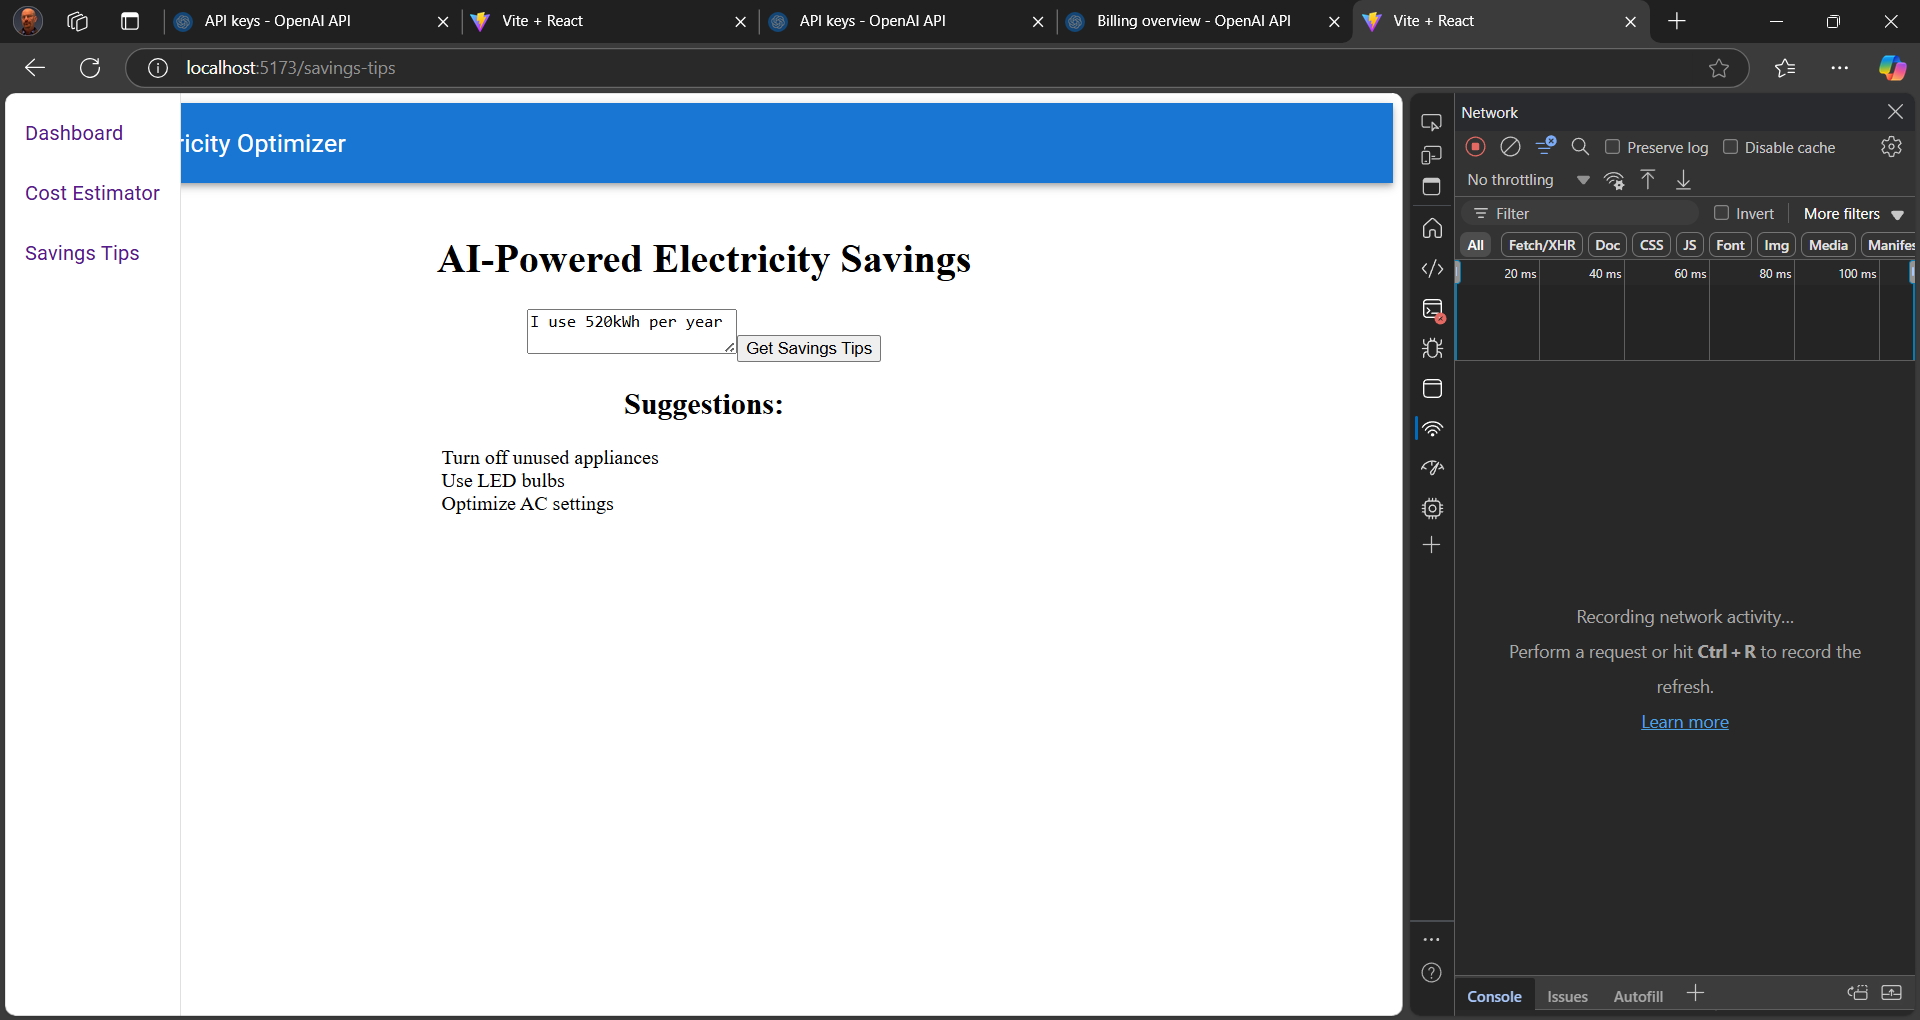 API keys - OpenAI API
Vite + React
API keys - OpenAI API
Billing overview - OpenAI API
Vite + React
localhost:5173/savings-tips
Dashboard
Cost Estimator
Savings Tips
ricity Optimizer
AI-Powered Electricity Savings
I use 520kWh per year
Get Savings Tips
Suggestions:
Turn off unused appliances
Use LED bulbs
Optimize AC settings
Network
Preserve log
Disable cache
No throttling
Filter
Invert
More filters
All
Fetch/XHR
Doc
CSS
JS
Font
Img
Media
Manifes
20 ms
40 ms
60 ms
80 ms
100 ms
Recording network activity...
Perform a request or hit Ctrl + R to record the
refresh.
Learn more
Console
Issues
Autofill